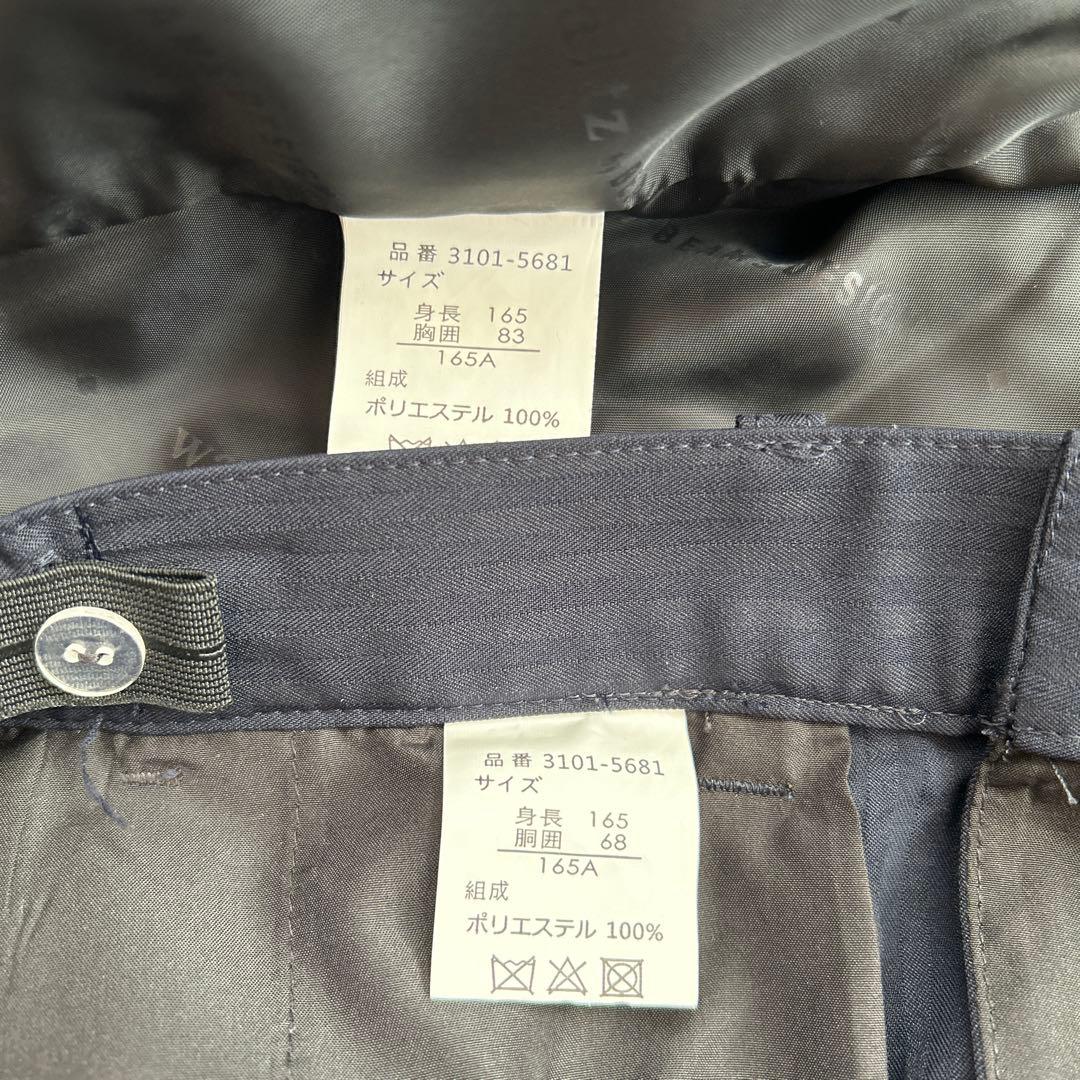 品番 3101-5681
サイズ
身長 165
胸囲 83
165A
組成
ポリエステル 100%
品番 3101-5681
サイズ
身長 165
胴囲 68
165A
組成
ポリエステル 100%